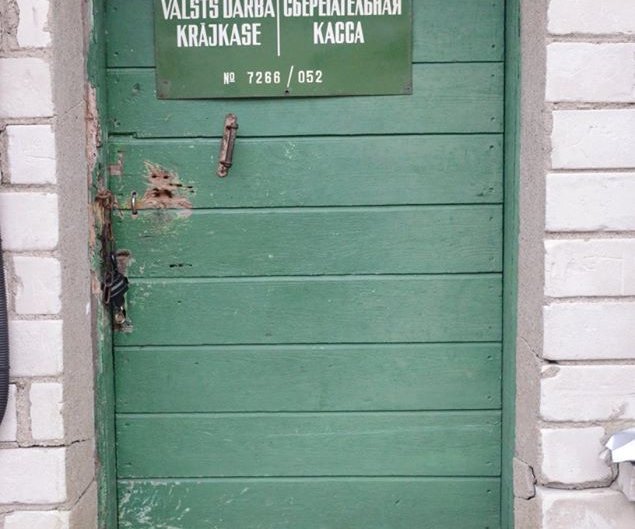 VALSTS DARBA
KRĀJKASE
СБЕРЕГАТЕЛЬНАЯ
КАССА
№ 7266/052